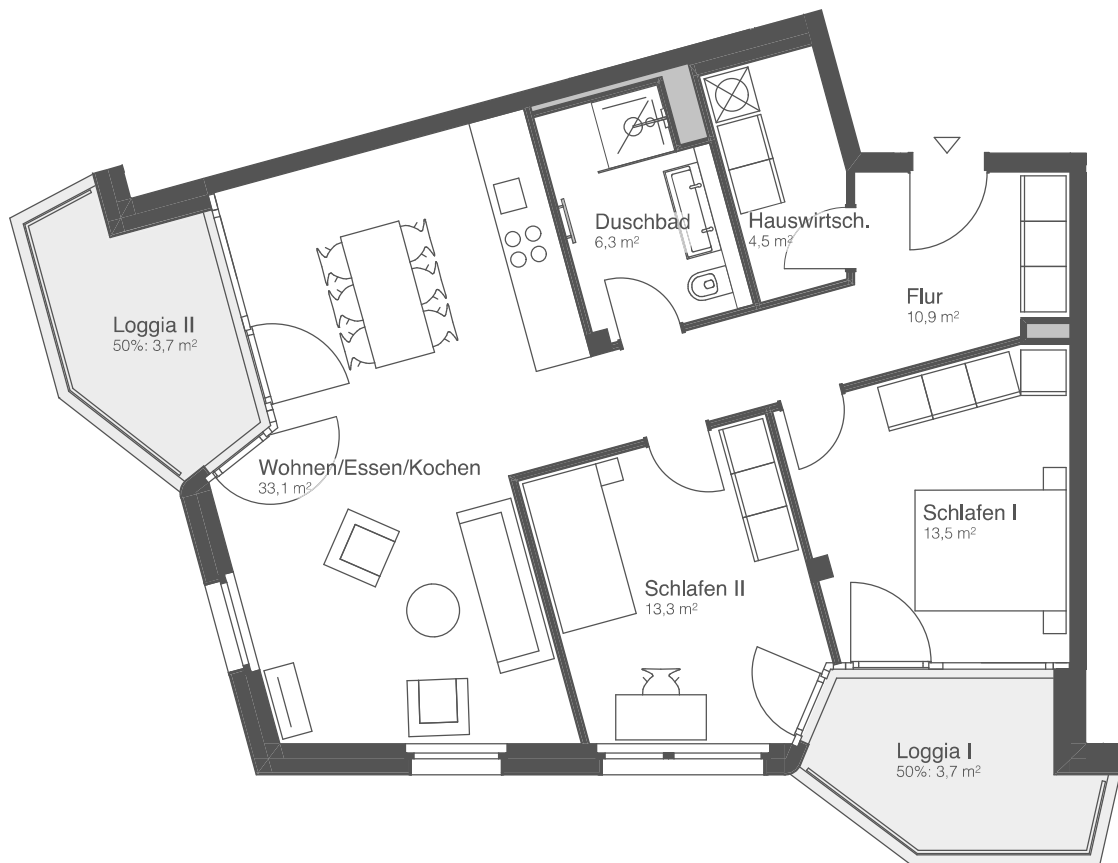 Duschbad
6,3 m²
Hauswirtsch.
4,5 m²
Flur
10,9 m²
Loggia II
50%: 3,7 m²
Wohnen/Essen/Kochen
33,1 m²
Schlafen I
13,5 m²
Schlafen II
13,3 m²
Loggia I
50%: 3,7 m²